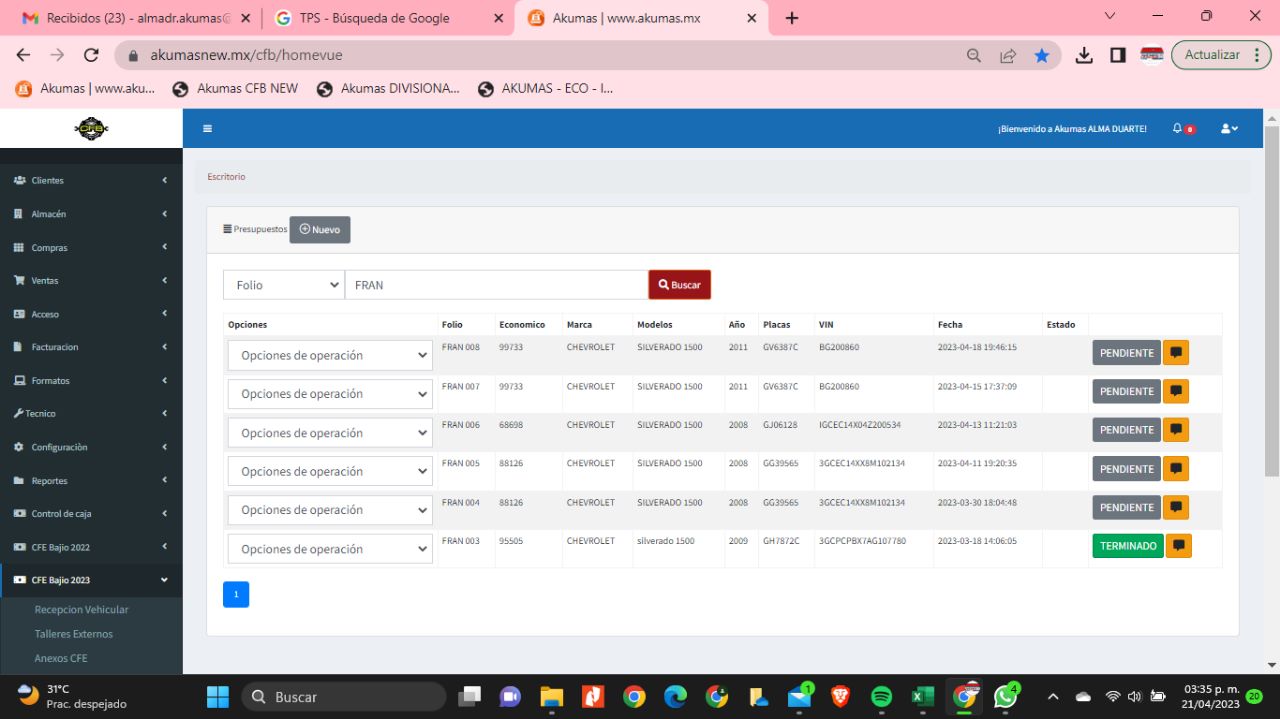 Recibidos (23) - almadr.akumas@
TPS - Búsqueda de Google
Akumas | www.akumas.mx
akumasnew.mx/cfb/homevue
Actualizar
Akumas | www.aku...
Akumas CFB NEW
Akumas DIVISIONA...
AKUMAS - ECO - I...
CFB
¡Bienvenido a Akumas ALMA DUARTE!
0
Clientes
Almacén
Compras
Ventas
Acceso
Facturacion
Formatos
Tecnico
Configuraciòn
Reportes
Control de caja
CFE Bajio 2022
CFE Bajio 2023
Recepcion Vehicular
Talleres Externos
Anexos CFE
Escritorio
Presupuestos Nuevo
Folio FRAN Buscar
Opciones Folio Economico Marca Modelos Año Placas VIN Fecha Estado
Opciones de operación FRAN 008 99733 CHEVROLET SILVERADO 1500 2011 GV6387C BG200860 2023-04-18 19:46:15 PENDIENTE
Opciones de operación FRAN 007 99733 CHEVROLET SILVERADO 1500 2011 GV6387C BG200860 2023-04-15 17:37:09 PENDIENTE
Opciones de operación FRAN 006 68698 CHEVROLET SILVERADO 1500 2008 GJ06128 IGCEC14X04Z200534 2023-04-13 11:21:03 PENDIENTE
Opciones de operación FRAN 005 88126 CHEVROLET SILVERADO 1500 2008 GG39565 3GCEC14XX8M102134 2023-04-11 19:20:35 PENDIENTE
Opciones de operación FRAN 004 88126 CHEVROLET SILVERADO 1500 2008 GG39565 3GCEC14XX8M102134 2023-03-30 18:04:48 PENDIENTE
Opciones de operación FRAN 003 95505 CHEVROLET silverado 1500 2009 GH7872C 3GCPCPBX7AG107780 2023-03-18 14:06:05 TERMINADO
1
31°C
Prac. despejado
Buscar
1
4
03:35 p. m.
21/04/2023
20